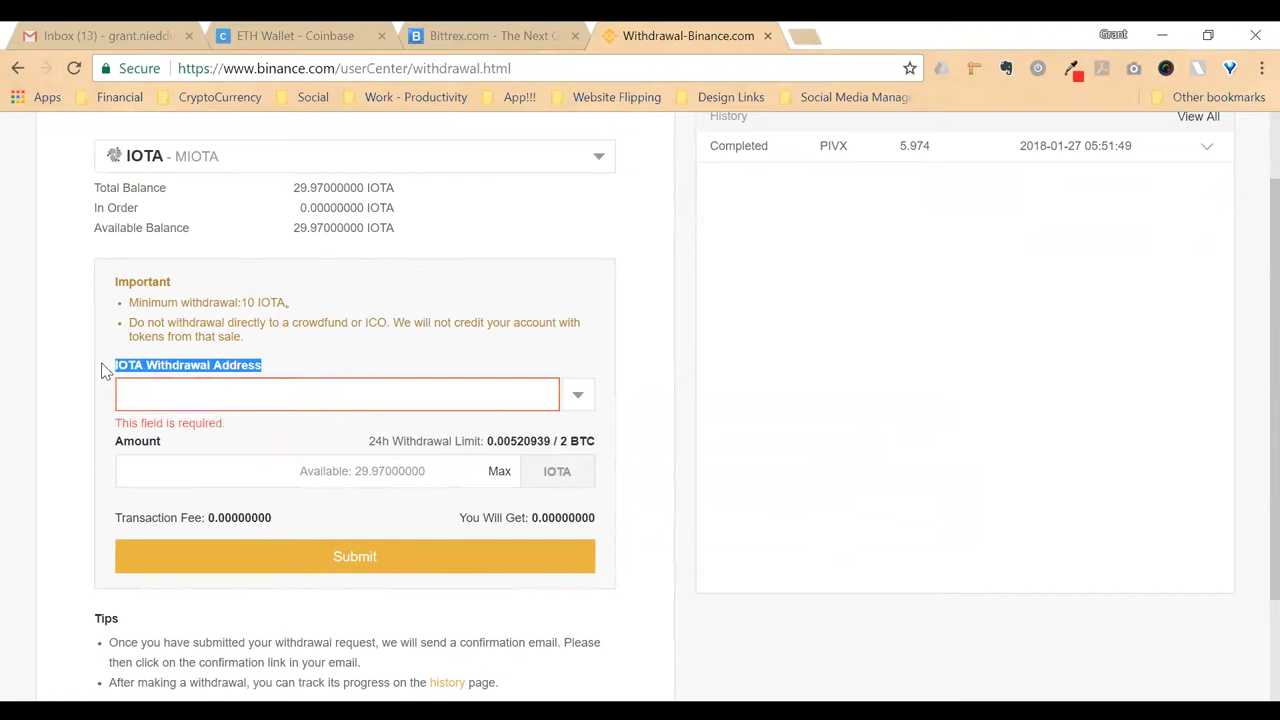 Inbox (13) - grant.niedd
ETH Wallet - Coinbase
Bittrex.com - The Next G
Withdrawal-Binance.com
Grant
Secure
https://www.binance.com/userCenter/withdrawal.html
Apps
Financial
CryptoCurrency
Social
Work - Productivity
App!!!
Website Flipping
Design Links
Social Media Manag
Other bookmarks
History
View All
IOTA - MIOTA
Completed PIVX 5.974 2018-01-27 05:51:49
Total Balance 29.97000000 IOTA
In Order 0.00000000 IOTA
Available Balance 29.97000000 IOTA
Important
• Minimum withdrawal:10 IOTA。
• Do not withdrawal directly to a crowdfund or ICO. We will not credit your account with
tokens from that sale.
IOTA Withdrawal Address
This field is required.
Amount 24h Withdrawal Limit: 0.00520939 / 2 BTC
Available: 29.97000000 Max IOTA
Transaction Fee: 0.00000000 You Will Get: 0.00000000
Submit
Tips
• Once you have submitted your withdrawal request, we will send a confirmation email. Please
then click on the confirmation link in your email.
• After making a withdrawal, you can track its progress on the history page.